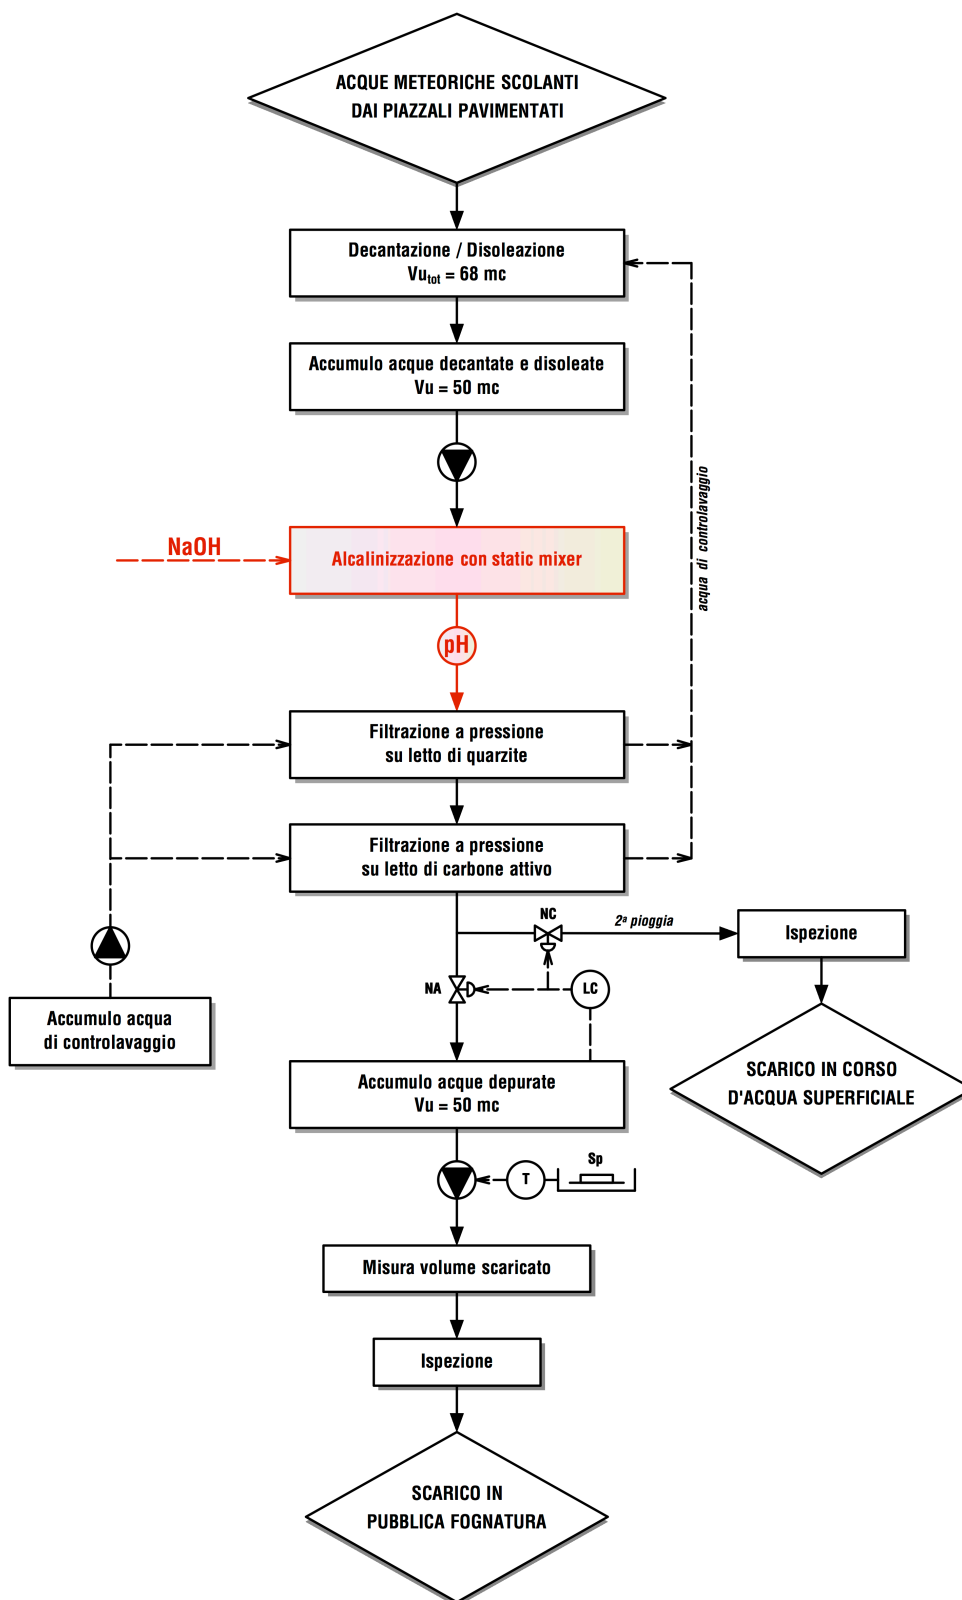 ACQUE METEORICHE SCOLANTI
DAI PIAZZALI PAVIMENTATI
Decantazione / Disoleazione
Vutot = 68 mc
Accumulo acque decantate e disoleate
Vu = 50 mc
acqua di controlavaggio
NaOH
Alcalinizzazione con static mixer
pH
Filtrazione a pressione
su letto di quarzite
Filtrazione a pressione
su letto di carbone attivo
NC
2ª pioggia
Ispezione
NA
LC
Accumulo acqua
di controlavaggio
SCARICO IN CORSO
D'ACQUA SUPERFICIALE
Accumulo acque depurate
Vu = 50 mc
Sp
T
Misura volume scaricato
Ispezione
SCARICO IN
PUBBLICA FOGNATURA